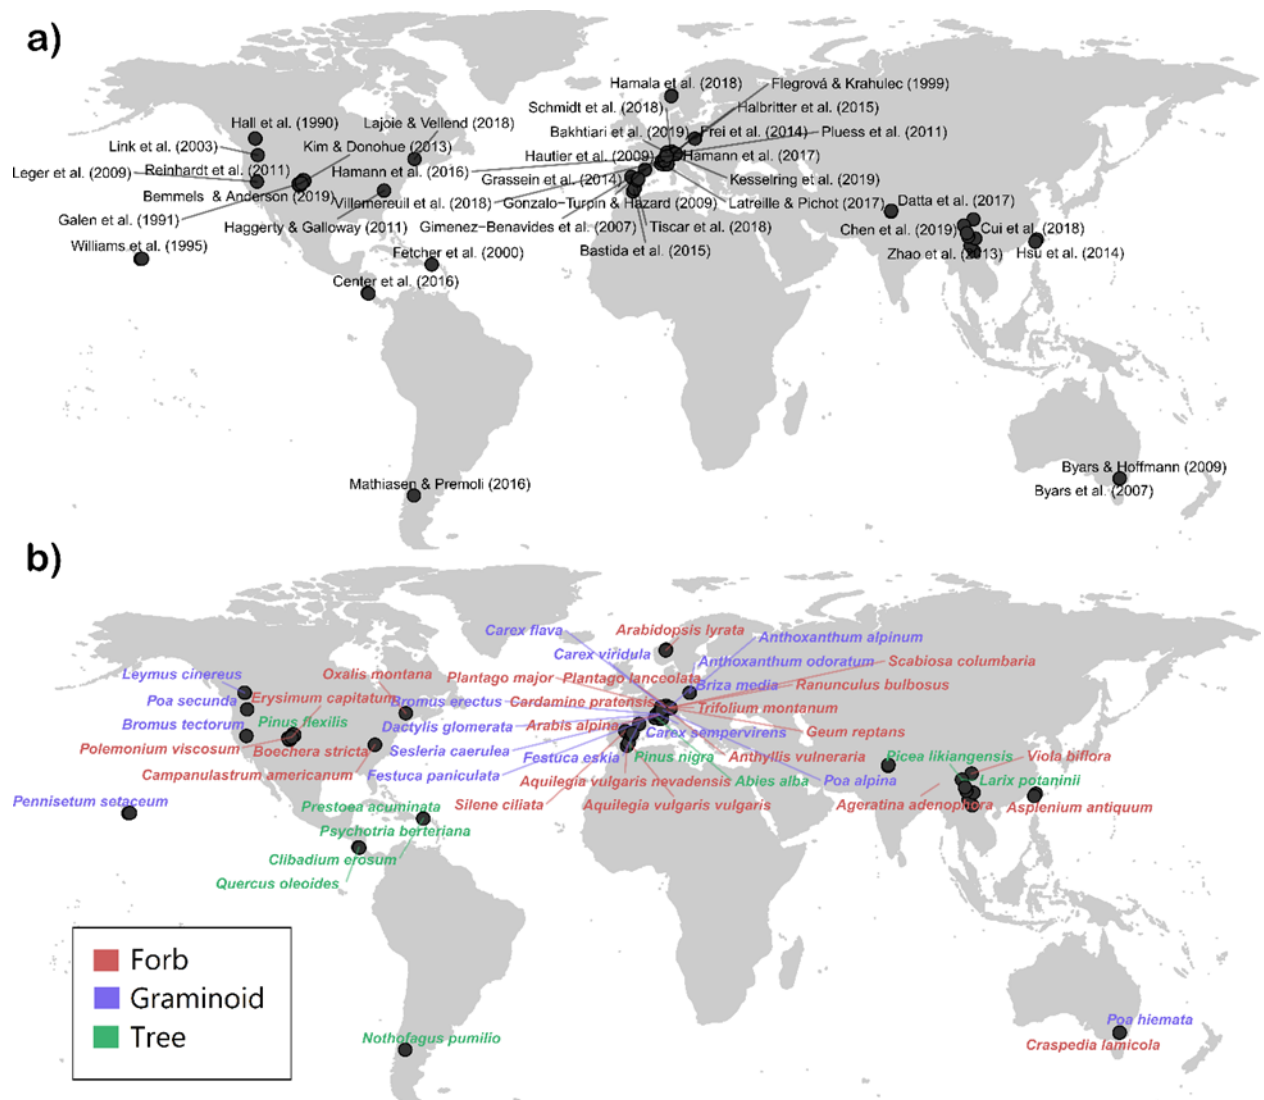 a)
Hamala et al. (2018)
Flegrová & Krahulec (1999)
Schmidt et al. (2018)
Halbritter et al. (2015)
Hall et al. (1990)
Lajoie & Vellend (2018)
Bakhtiari et al. (2019)
Frei et al. (2014)
Pluess et al. (2011)
Link et al. (2003)
Kim & Donohue (2013)
Hautier et al. (2009)
Hamann et al. (2017)
Leger et al. (2009)
Reinhardt et al. (2011)
Hamann et al. (2016)
Grassein et al. (2014)
Kesselring et al. (2019)
Bemmels & Anderson (2019)
Villemereuil et al. (2018)
Gonzalo-Turpin & Hazard (2009)
Latreille & Pichot (2017)
Datta et al. (2017)
Galen et al. (1991)
Haggerty & Galloway (2011)
Gimenez-Benavides et al. (2007)
Tiscar et al. (2018)
Chen et al. (2019)
Cui et al. (2018)
Williams et al. (1995)
Fetcher et al. (2000)
Bastida et al. (2015)
Zhao et al. (2013)
Hsu et al. (2014)
Center et al. (2016)
Mathiasen & Premoli (2016)
Byars & Hoffmann (2009)
Byars et al. (2007)
b)
Carex flava
Arabidopsis lyrata
Anthoxanthum alpinum
Carex viridula
Anthoxanthum odoratum
Scabiosa columbaria
Leymus cinereus
Oxalis montana
Plantago major
Plantago lanceolata
Briza media
Ranunculus bulbosus
Poa secunda
Erysimum capitatum
Bromus erectus
Cardamine pratensis
Trifolium montanum
Bromus tectorum
Pinus flexilis
Dactylis glomerata
Arabis alpina
Carex sempervirens
Geum reptans
Polemonium viscosum
Boechera stricta
Sesleria caerulea
Festuca eskia
Pinus nigra
Anthyllis vulneraria
Picea likiangensis
Viola biflora
Campanulastrum americanum
Festuca paniculata
Aquilegia vulgaris nevadensis
Abies alba
Poa alpina
Larix potaninii
Pennisetum setaceum
Prestoea acuminata
Silene ciliata
Aquilegia vulgaris vulgaris
Ageratina adenophora
Asplenium antiquum
Psychotria berteriana
Clibadium erosum
Quercus oleoides
Forb
Graminoid
Tree
Nothofagus pumilio
Poa hiemata
Craspedia lamicola